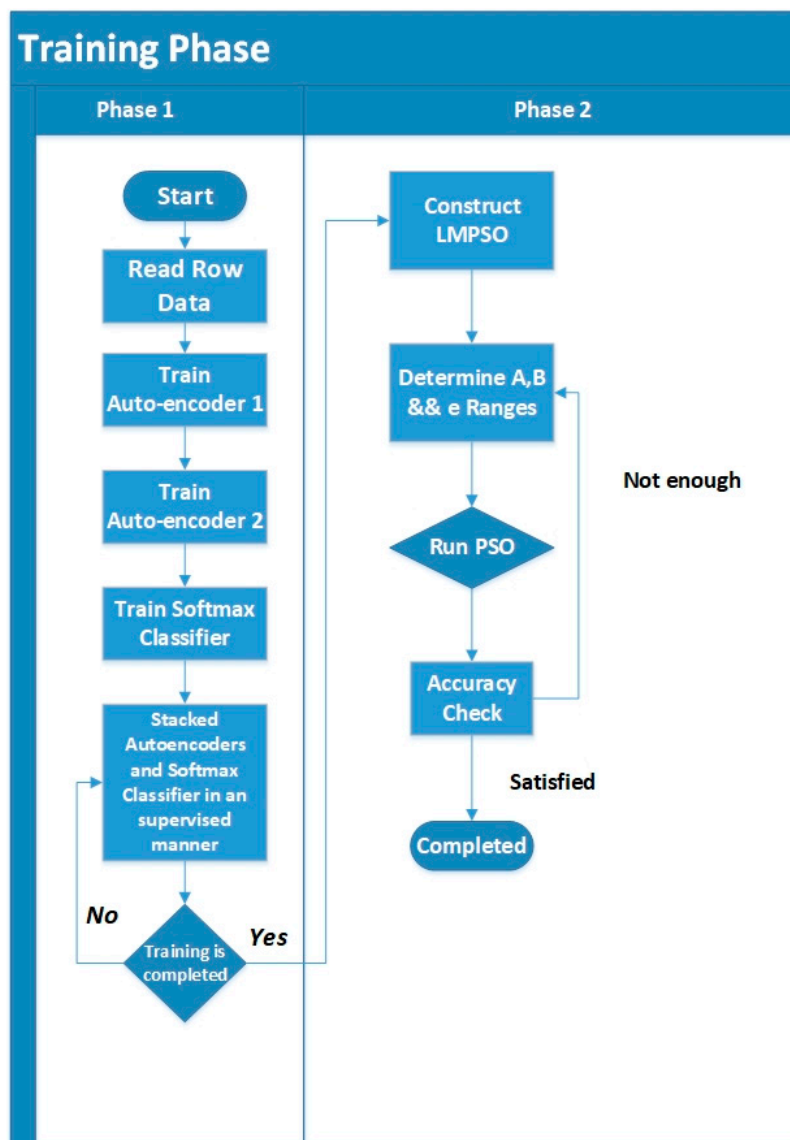 Training Phase
Phase 1
Phase 2
Start
Read Row
Data
Train
Auto-encoder 1
Train
Auto-encoder 2
Train Softmax
Classifier
Stacked
Autoencoders
and Softmax
Classifier in an
supervised
manner
No
Yes
Training is
completed
Construct
LMPSO
Determine A,B
&& e Ranges
Not enough
Run PSO
Accuracy
Check
Satisfied
Completed